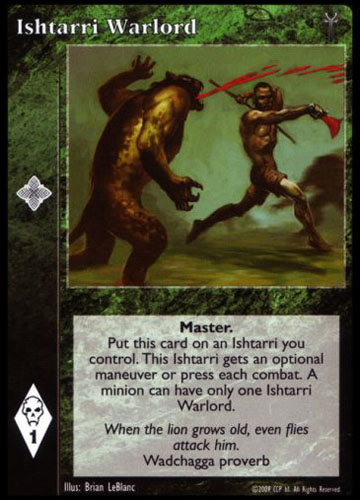 Ishtarri Warlord
Master.
Put this card on an Ishtarri you
control. This Ishtarri gets an optional
maneuver or press each combat. A
minion can have only one Ishtarri
Warlord.
When the lion grows old, even flies
attack him.
Wadchagga proverb
1
Illus: Brian LeBlanc
©2009 CCP hf. All Rights Reserved